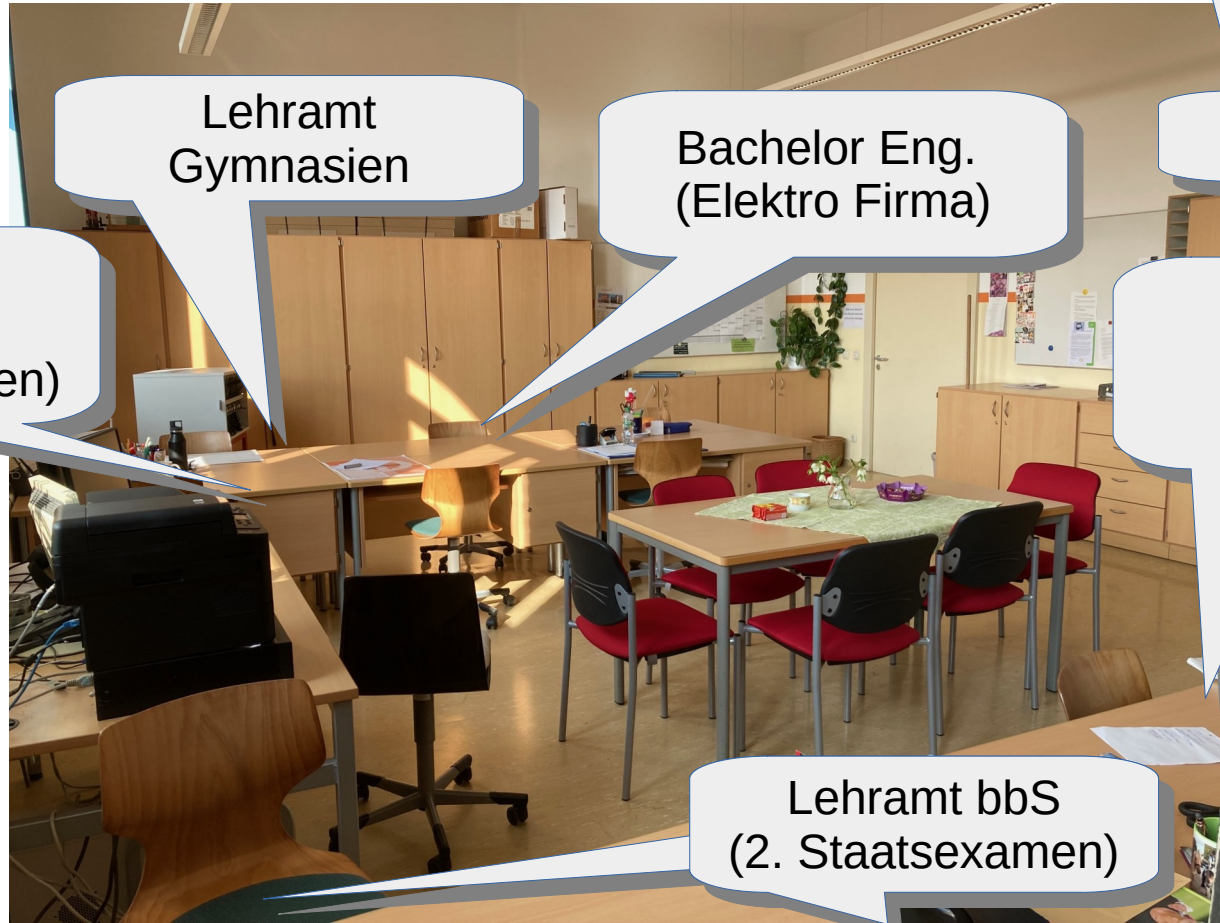 Lehramt
Gymnasien
Bachelor Eng.
(Elektro Firma)
en)
Lehramt bbS
(2. Staatsexamen)